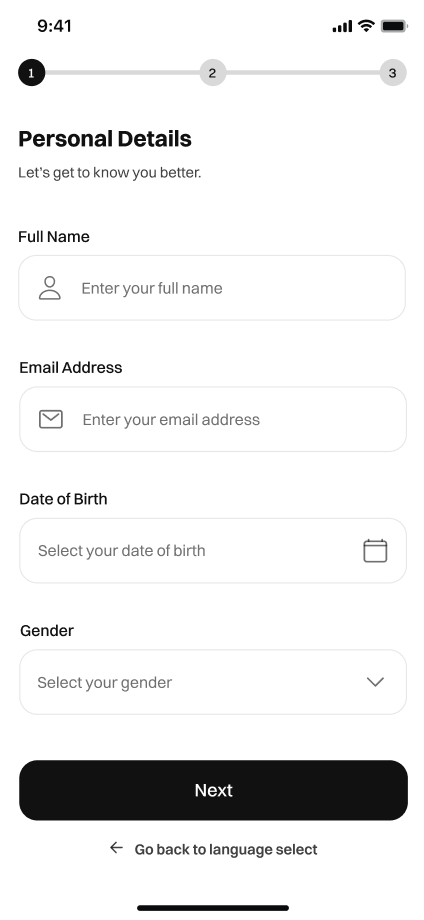 9:41
1 2 3
Personal Details
Let's get to know you better.
Full Name
Enter your full name
Email Address
Enter your email address
Date of Birth
Select your date of birth
Gender
Select your gender
Next
Go back to language select